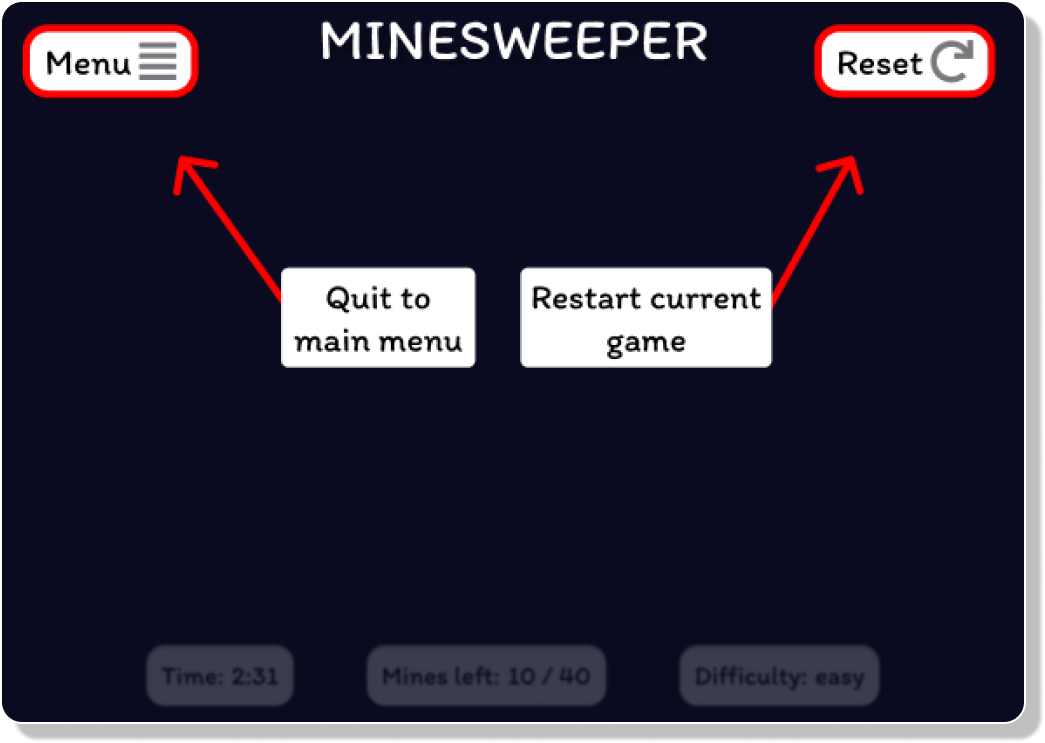 MINESWEEPER
Menu
Reset
Quit to
main menu
Restart current
game
Time: 2:31
Mines left: 10 / 40
Difficulty: easy